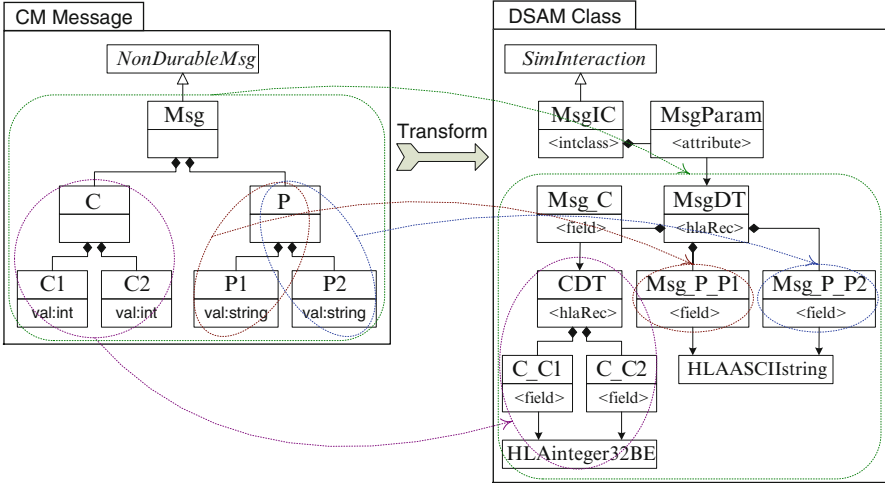 CM Message
NonDurableMsg
Msg
C
P
C1
val:int
C2
val:int
P1
val:string
P2
val:string
Transform
DSAM Class
SimInteraction
MsgIC
<intclass>
MsgParam
<attribute>
Msg_C
<field>
MsgDT
<hlaRec>
CDT
<hlaRec>
Msg_P_P1
<field>
Msg_P_P2
<field>
C_C1
<field>
C_C2
<field>
HLAASCIIstring
HLAinteger32BE